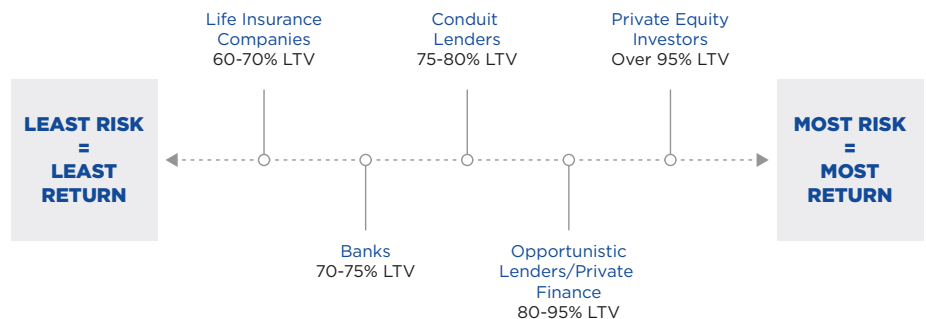 LEAST RISK
=
LEAST
RETURN
Life Insurance
Companies
60-70% LTV
Banks
70-75% LTV
Conduit
Lenders
75-80% LTV
Opportunistic
Lenders/Private
Finance
80-95% LTV
Private Equity
Investors
Over 95% LTV
MOST RISK
=
MOST
RETURN